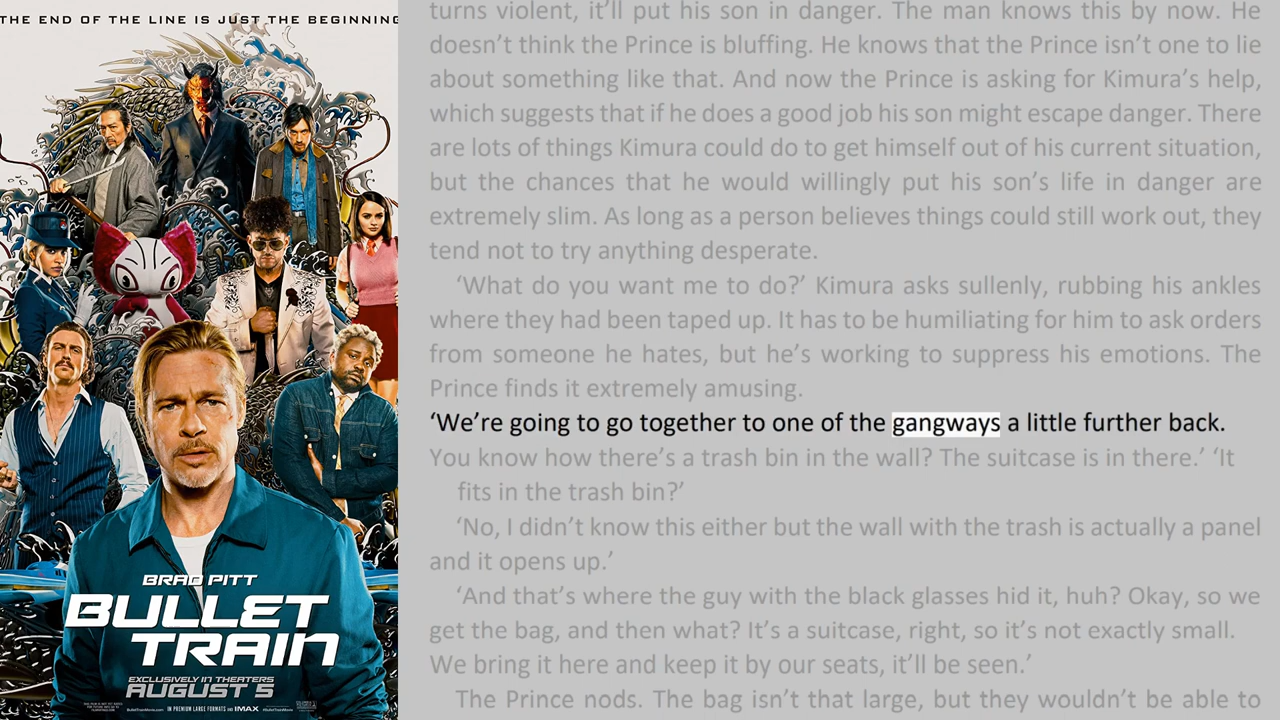 THE END OF THE LINE IS JUST THE BEGINNING
BRAD PITT
BULLET
TRAIN
EXCLUSIVELY IN THEATERS
AUGUST 5
BulletTrainMovie.com IN PREMIUM LARGE FORMATS AND IMAX #BulletTrainMovie
turns violent, it’ll put his son in danger. The man knows this by now. He
doesn’t think the Prince is bluffing. He knows that the Prince isn’t one to lie
about something like that. And now the Prince is asking for Kimura’s help,
which suggests that if he does a good job his son might escape danger. There
are lots of things Kimura could do to get himself out of his current situation,
but the chances that he would willingly put his son’s life in danger are
extremely slim. As long as a person believes things could still work out, they
tend not to try anything desperate.
‘What do you want me to do?’ Kimura asks sullenly, rubbing his ankles
where they had been taped up. It has to be humiliating for him to ask orders
from someone he hates, but he’s working to suppress his emotions. The
Prince finds it extremely amusing.
‘We’re going to go together to one of the gangways a little further back.
You know how there’s a trash bin in the wall? The suitcase is in there.’ ‘It
fits in the trash bin?’
‘No, I didn’t know this either but the wall with the trash is actually a panel
and it opens up.’
‘And that’s where the guy with the black glasses hid it, huh? Okay, so we
get the bag, and then what? It’s a suitcase, right, so it’s not exactly small.
We bring it here and keep it by our seats, it’ll be seen.’
The Prince nods. The bag isn’t that large, but they wouldn’t be able to